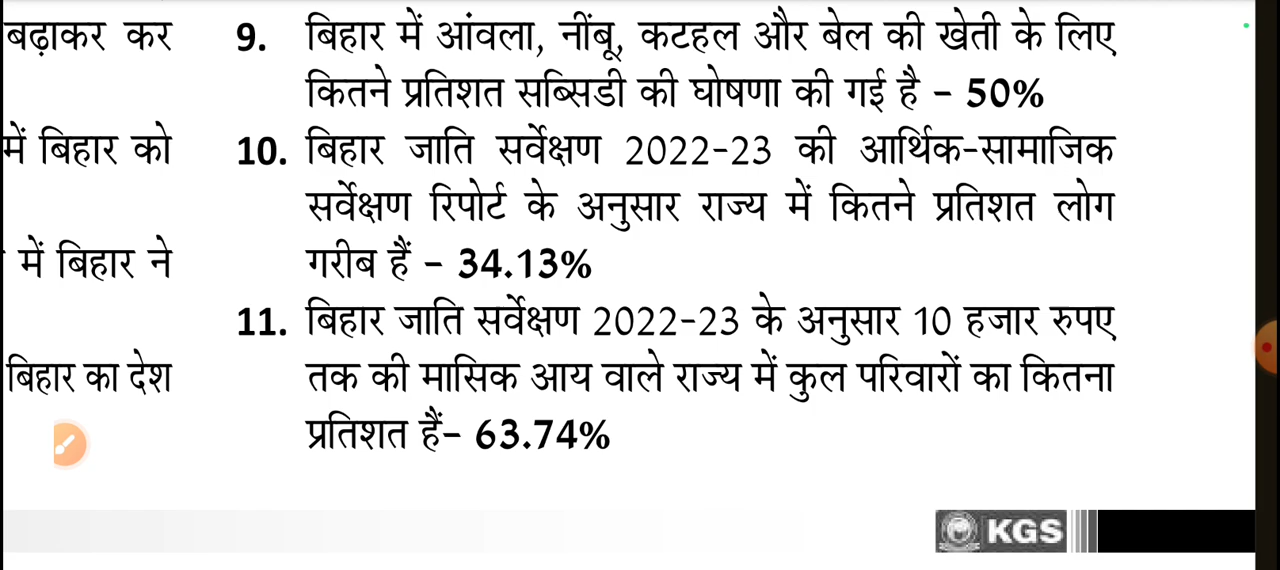 बढ़ाकर कर
में बिहार को
में बिहार ने
बिहार का देश
9. बिहार में आंवला, नींबू, कटहल और बेल की खेती के लिए
कितने प्रतिशत सब्सिडी की घोषणा की गई है – 50%
10. बिहार जाति सर्वेक्षण 2022-23 की आर्थिक-सामाजिक
सर्वेक्षण रिपोर्ट के अनुसार राज्य में कितने प्रतिशत लोग
गरीब हैं – 34.13%
11. बिहार जाति सर्वेक्षण 2022-23 के अनुसार 10 हजार रुपए
तक की मासिक आय वाले राज्य में कुल परिवारों का कितना
प्रतिशत हैं– 63.74%
KGS